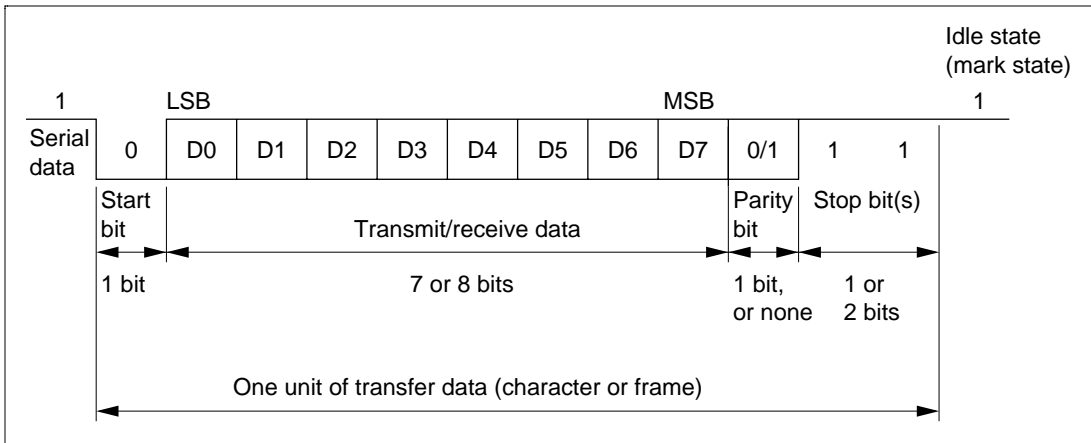 Idle state
(mark state)
1 LSB MSB 1
Serial
data
0 D0 D1 D2 D3 D4 D5 D6 D7 0/1 1 1
Start
bit
Transmit/receive data
Parity
bit
Stop bit(s)
1 bit
7 or 8 bits
1 bit,
or none
1 or
2 bits
One unit of transfer data (character or frame)